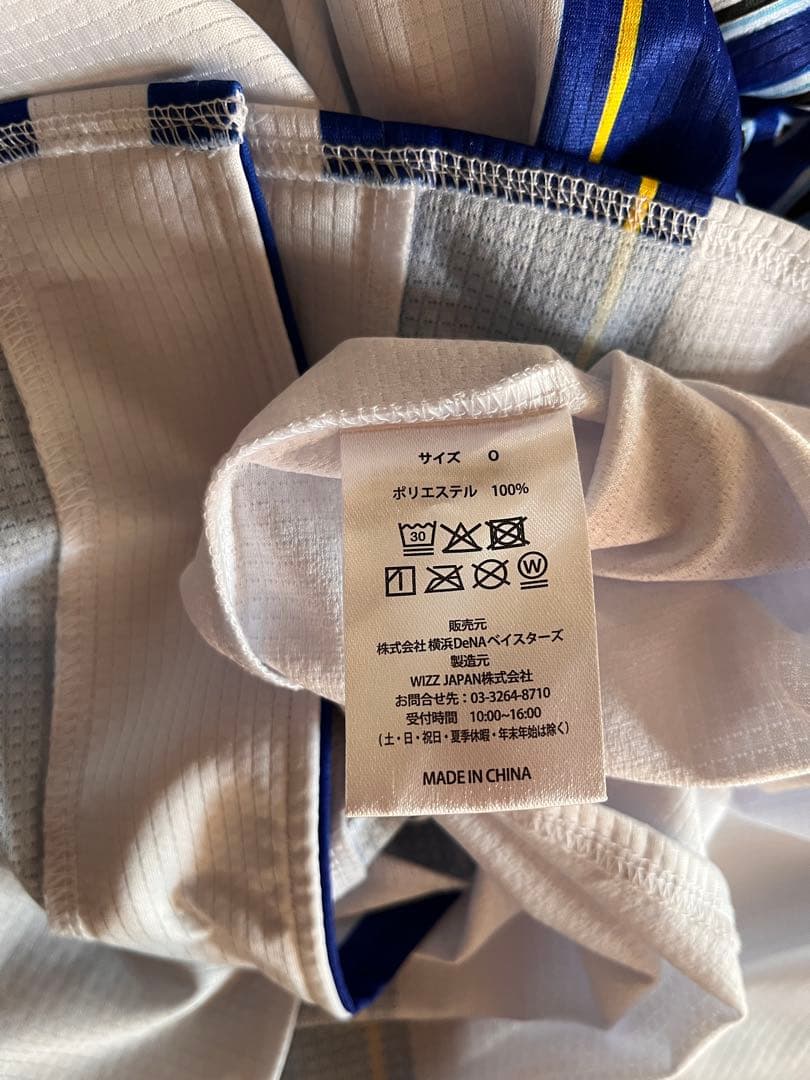 サイズ O
ポリエステル 100%
30
W
販売元
株式会社 横浜DeNAベイスターズ
製造元
WIZZ JAPAN株式会社
お問合せ先：03-3264-8710
受付時間 10:00~16:00
（土・日・祝日・夏季休暇・年末年始は除く）
MADE IN CHINA